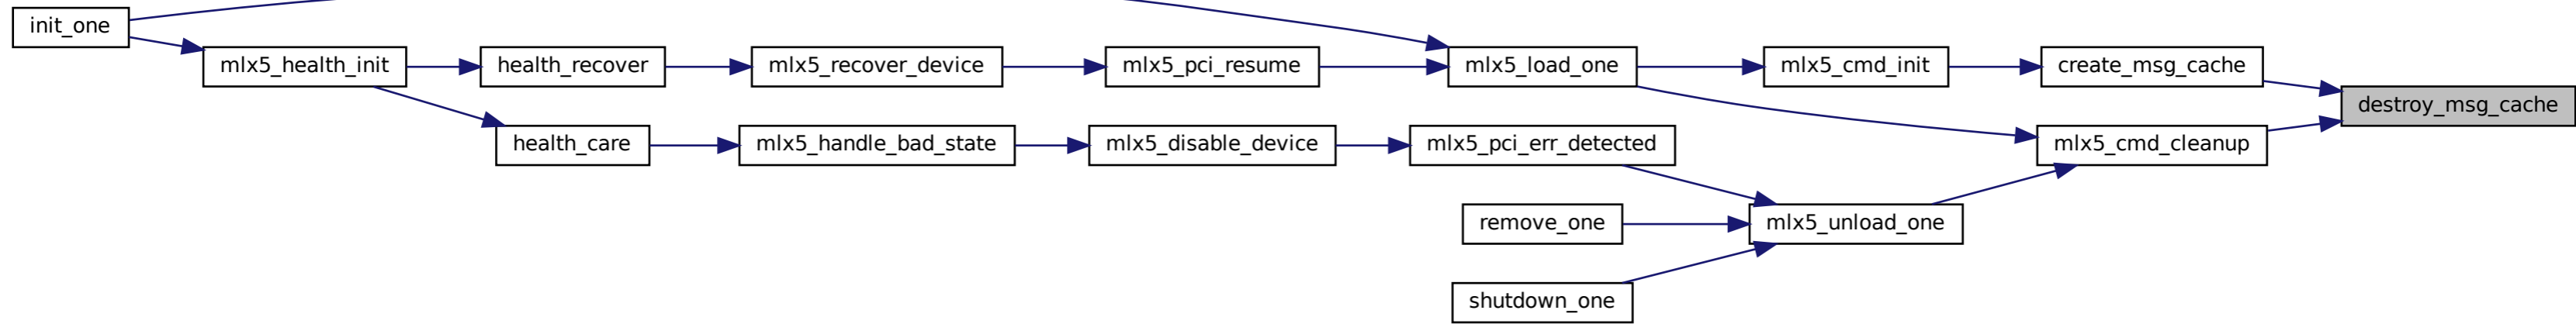 init_one
mlx5_health_init
health_recover
mlx5_recover_device
mlx5_pci_resume
mlx5_load_one
mlx5_cmd_init
create_msg_cache
destroy_msg_cache
health_care
mlx5_handle_bad_state
mlx5_disable_device
mlx5_pci_err_detected
mlx5_cmd_cleanup
remove_one
mlx5_unload_one
shutdown_one